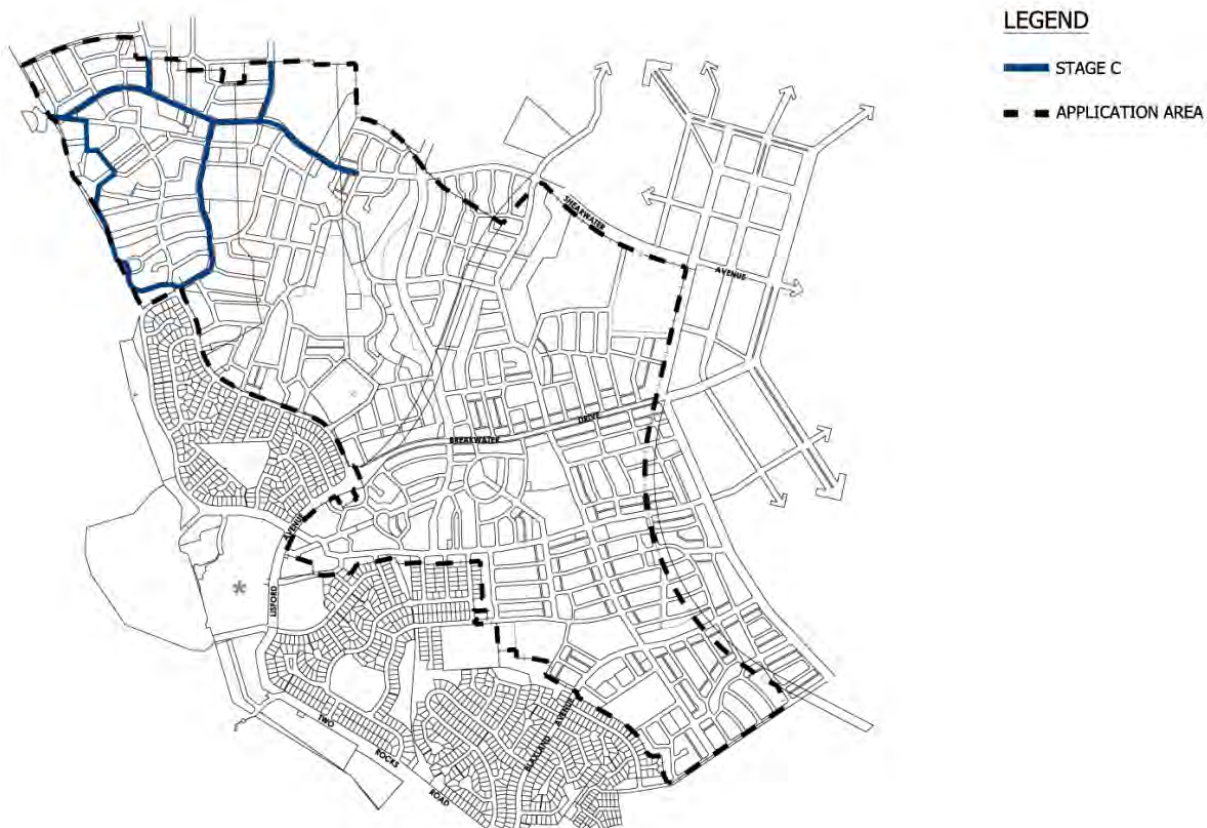 LEGEND
STAGE C
APPLICATION AREA
SHEARWATER
AVENUE
BREAKWATER
DRIVE
AVENUE
LISFORD
TWO
ROCKS
ROAD
BLAXLAND
AVENUE